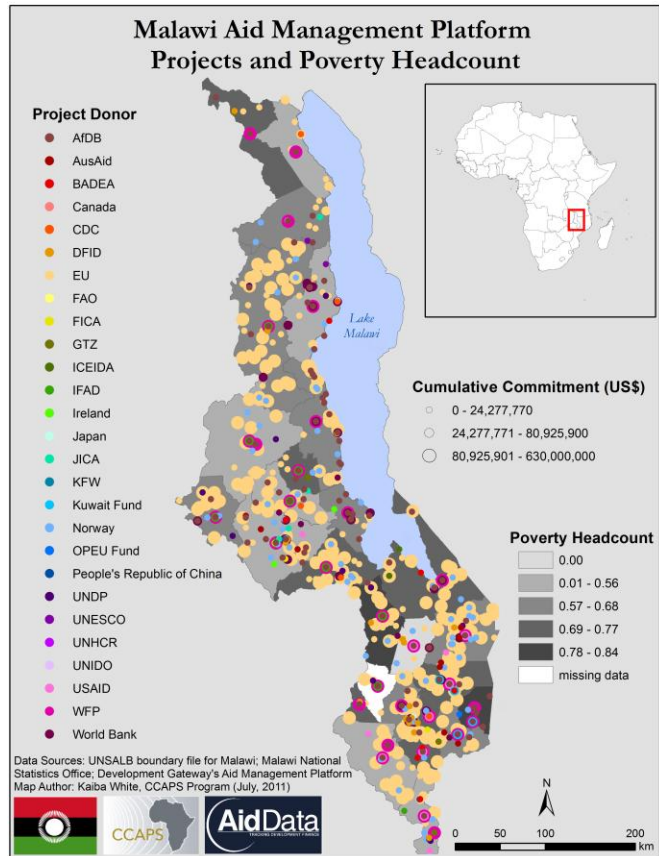 Malawi Aid Management Platform
Projects and Poverty Headcount
Project Donor
AfDB
AusAid
BADEA
Canada
CDC
DFID
EU
FAO
FICA
GTZ
ICEIDA
IFAD
Ireland
Japan
JICA
KFW
Kuwait Fund
Norway
OPEU Fund
People's Republic of China
UNDP
UNESCO
UNHCR
UNIDO
USAID
WFP
World Bank
Lake
Malawi
Cumulative Commitment (US$)
0 - 24,277,770
24,277,771 - 80,925,900
80,925,901 - 630,000,000
Poverty Headcount
0.00
0.01 - 0.56
0.57 - 0.68
0.69 - 0.77
0.78 - 0.84
missing data
Data Sources: UNSALB boundary file for Malawi; Malawi National
Statistics Office; Development Gateway's Aid Management Platform
Map Author: Kaiba White, CCAPS Program (July, 2011)
CCAPS
AidData
TRACKING DEVELOPMENT FINANCE
N
0 50 100 200
km